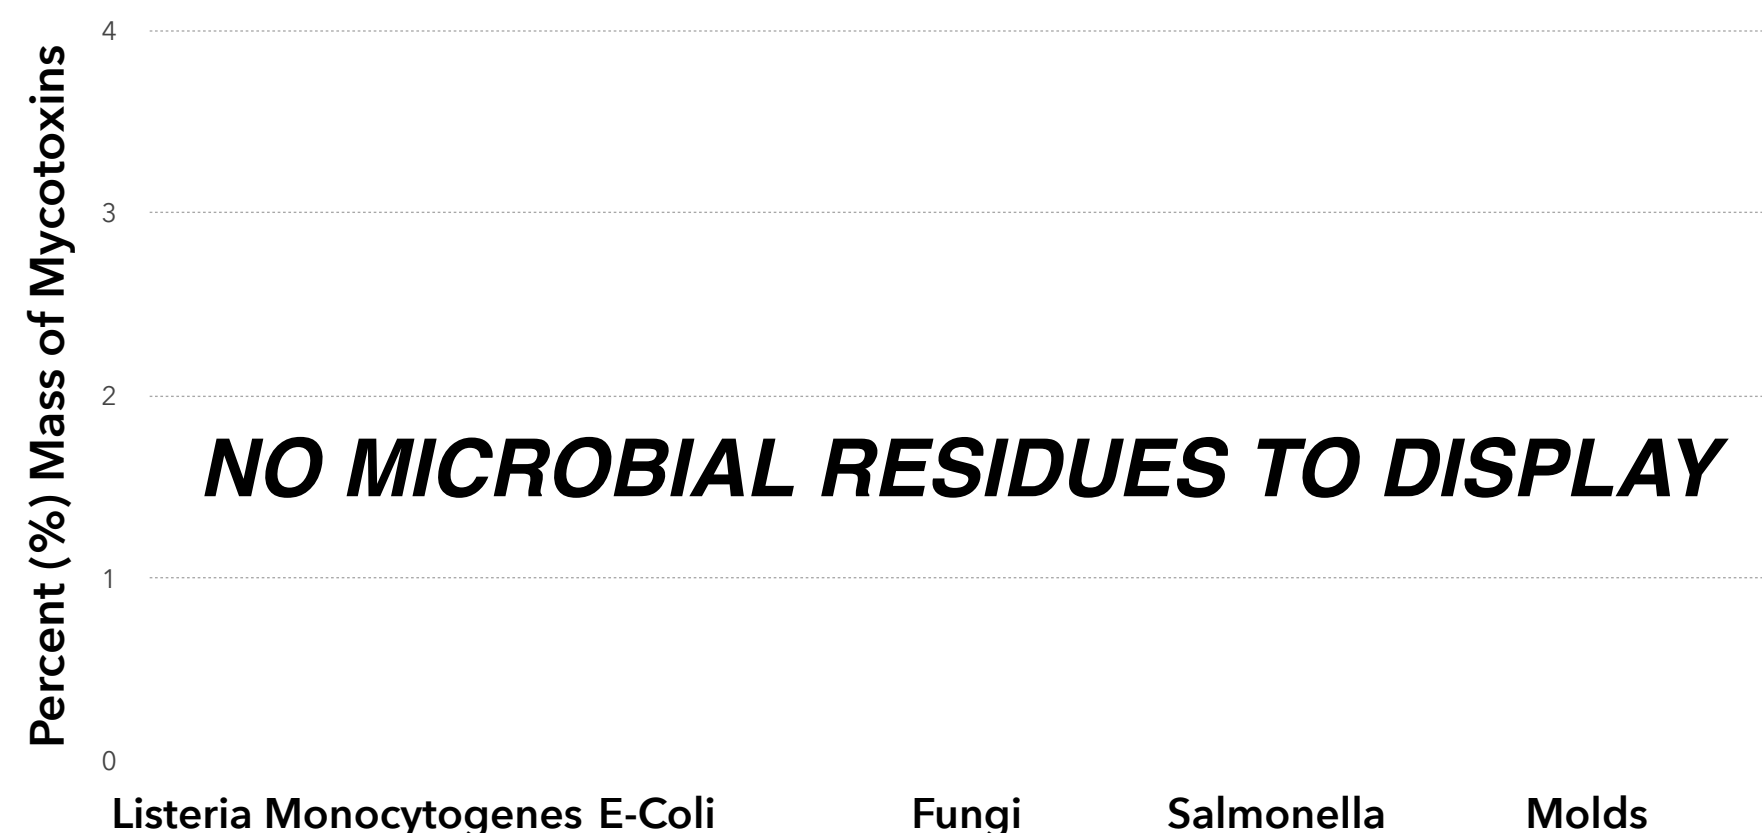 Percent (%) Mass of Mycotoxins
4
3
2
NO MICROBIAL RESIDUES TO DISPLAY
1
0
Listeria Monocytogenes E-Coli Fungi Salmonella Molds